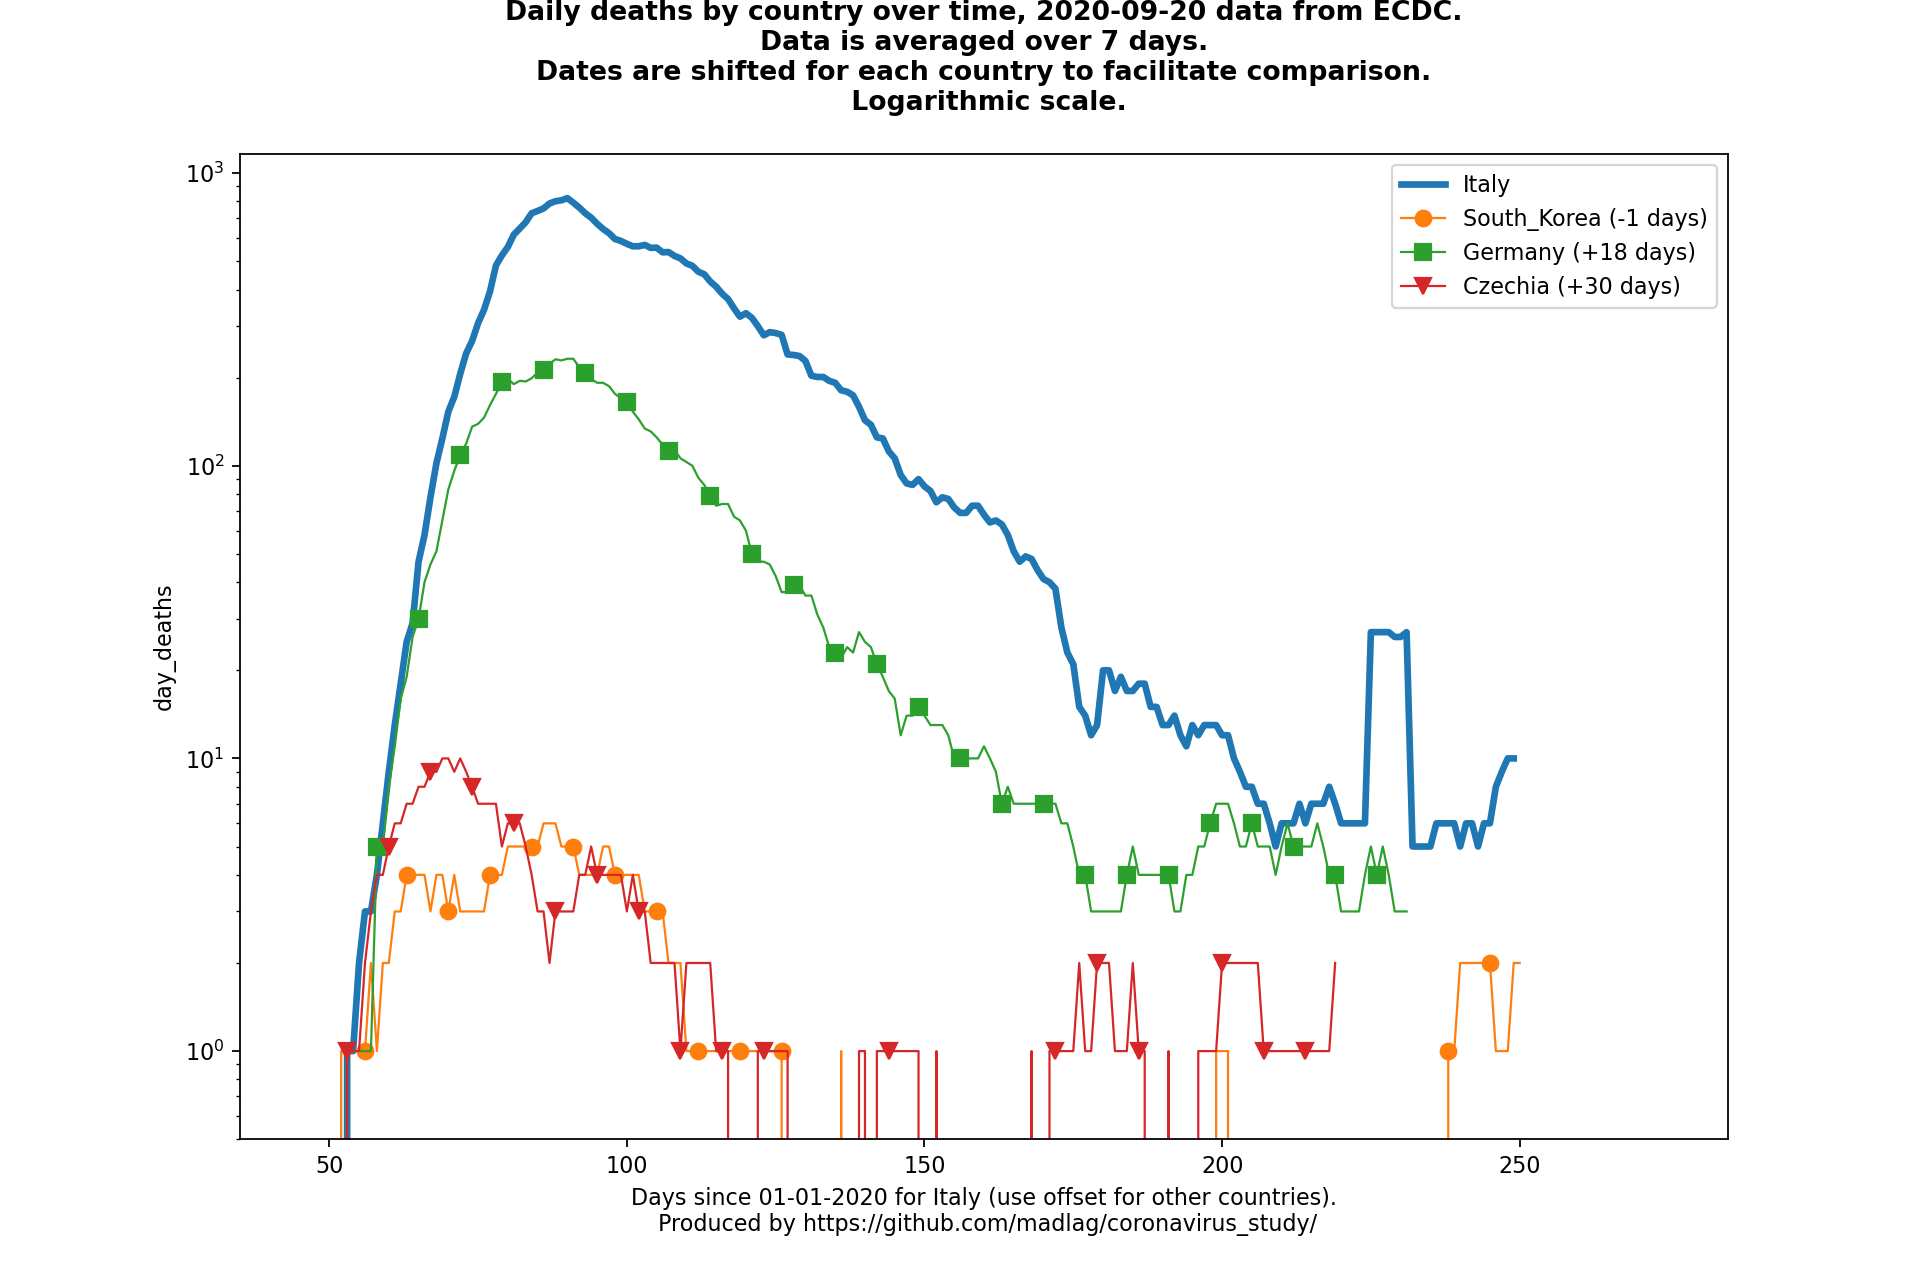 Daily deaths by country over time, 2020-09-20 data from ECDC.
Data is averaged over 7 days.
Dates are shifted for each country to facilitate comparison.
Logarithmic scale.
10³
10²
10¹
10⁰
day_deaths
Italy
South_Korea (-1 days)
Germany (+18 days)
Czechia (+30 days)
50 100 150 200 250
Days since 01-01-2020 for Italy (use offset for other countries).
Produced by https://github.com/madlag/coronavirus_study/